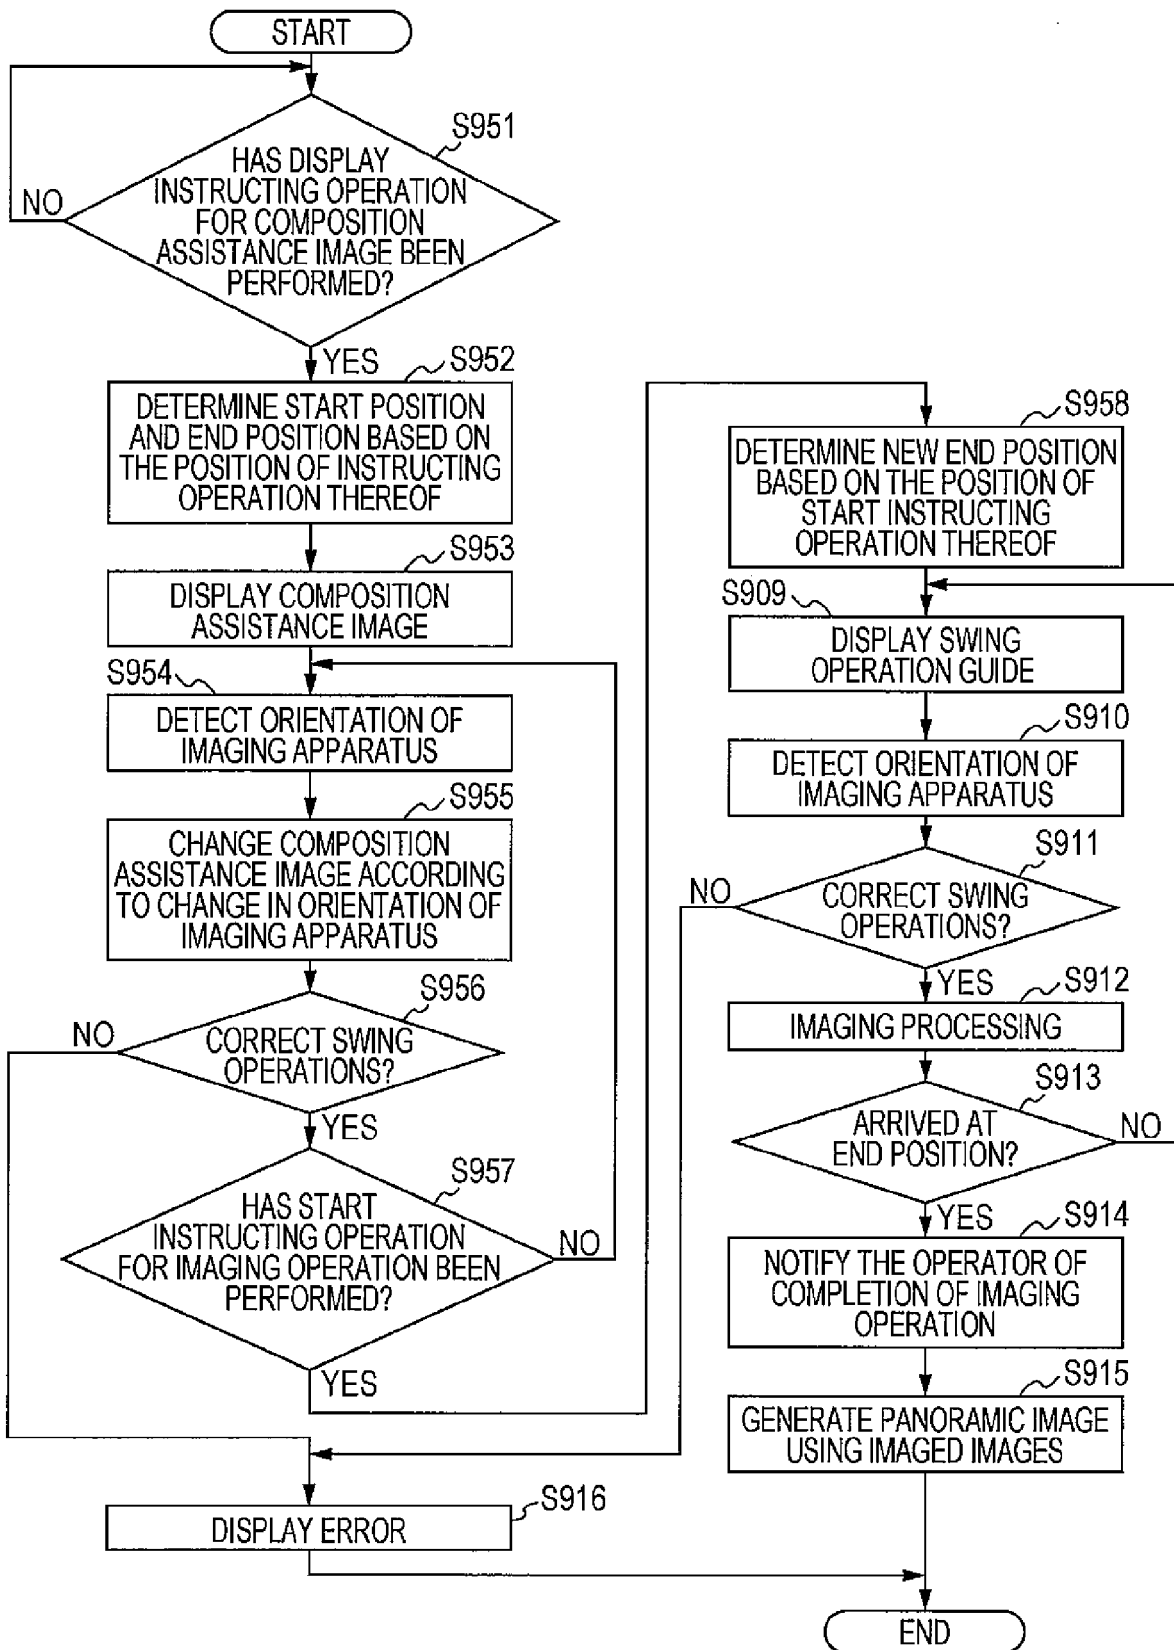 START
S951
HAS DISPLAY
INSTRUCTING OPERATION
FOR COMPOSITION
ASSISTANCE IMAGE BEEN
PERFORMED?
NO
YES
S952
DETERMINE START POSITION
AND END POSITION BASED ON
THE POSITION OF INSTRUCTING
OPERATION THEREOF
S953
DISPLAY COMPOSITION
ASSISTANCE IMAGE
S954
DETECT ORIENTATION OF
IMAGING APPARATUS
S955
CHANGE COMPOSITION
ASSISTANCE IMAGE ACCORDING
TO CHANGE IN ORIENTATION OF
IMAGING APPARATUS
S956
NO
CORRECT SWING
OPERATIONS?
YES
S957
HAS START
INSTRUCTING OPERATION
FOR IMAGING OPERATION BEEN
PERFORMED?
NO
YES
S958
DETERMINE NEW END POSITION
BASED ON THE POSITION OF
START INSTRUCTING
OPERATION THEREOF
S909
DISPLAY SWING
OPERATION GUIDE
S910
DETECT ORIENTATION OF
IMAGING APPARATUS
S911
NO
CORRECT SWING
OPERATIONS?
YES
S912
IMAGING PROCESSING
S913
ARRIVED AT
END POSITION?
NO
YES
S914
NOTIFY THE OPERATOR OF
COMPLETION OF IMAGING
OPERATION
S915
GENERATE PANORAMIC IMAGE
USING IMAGED IMAGES
S916
DISPLAY ERROR
END